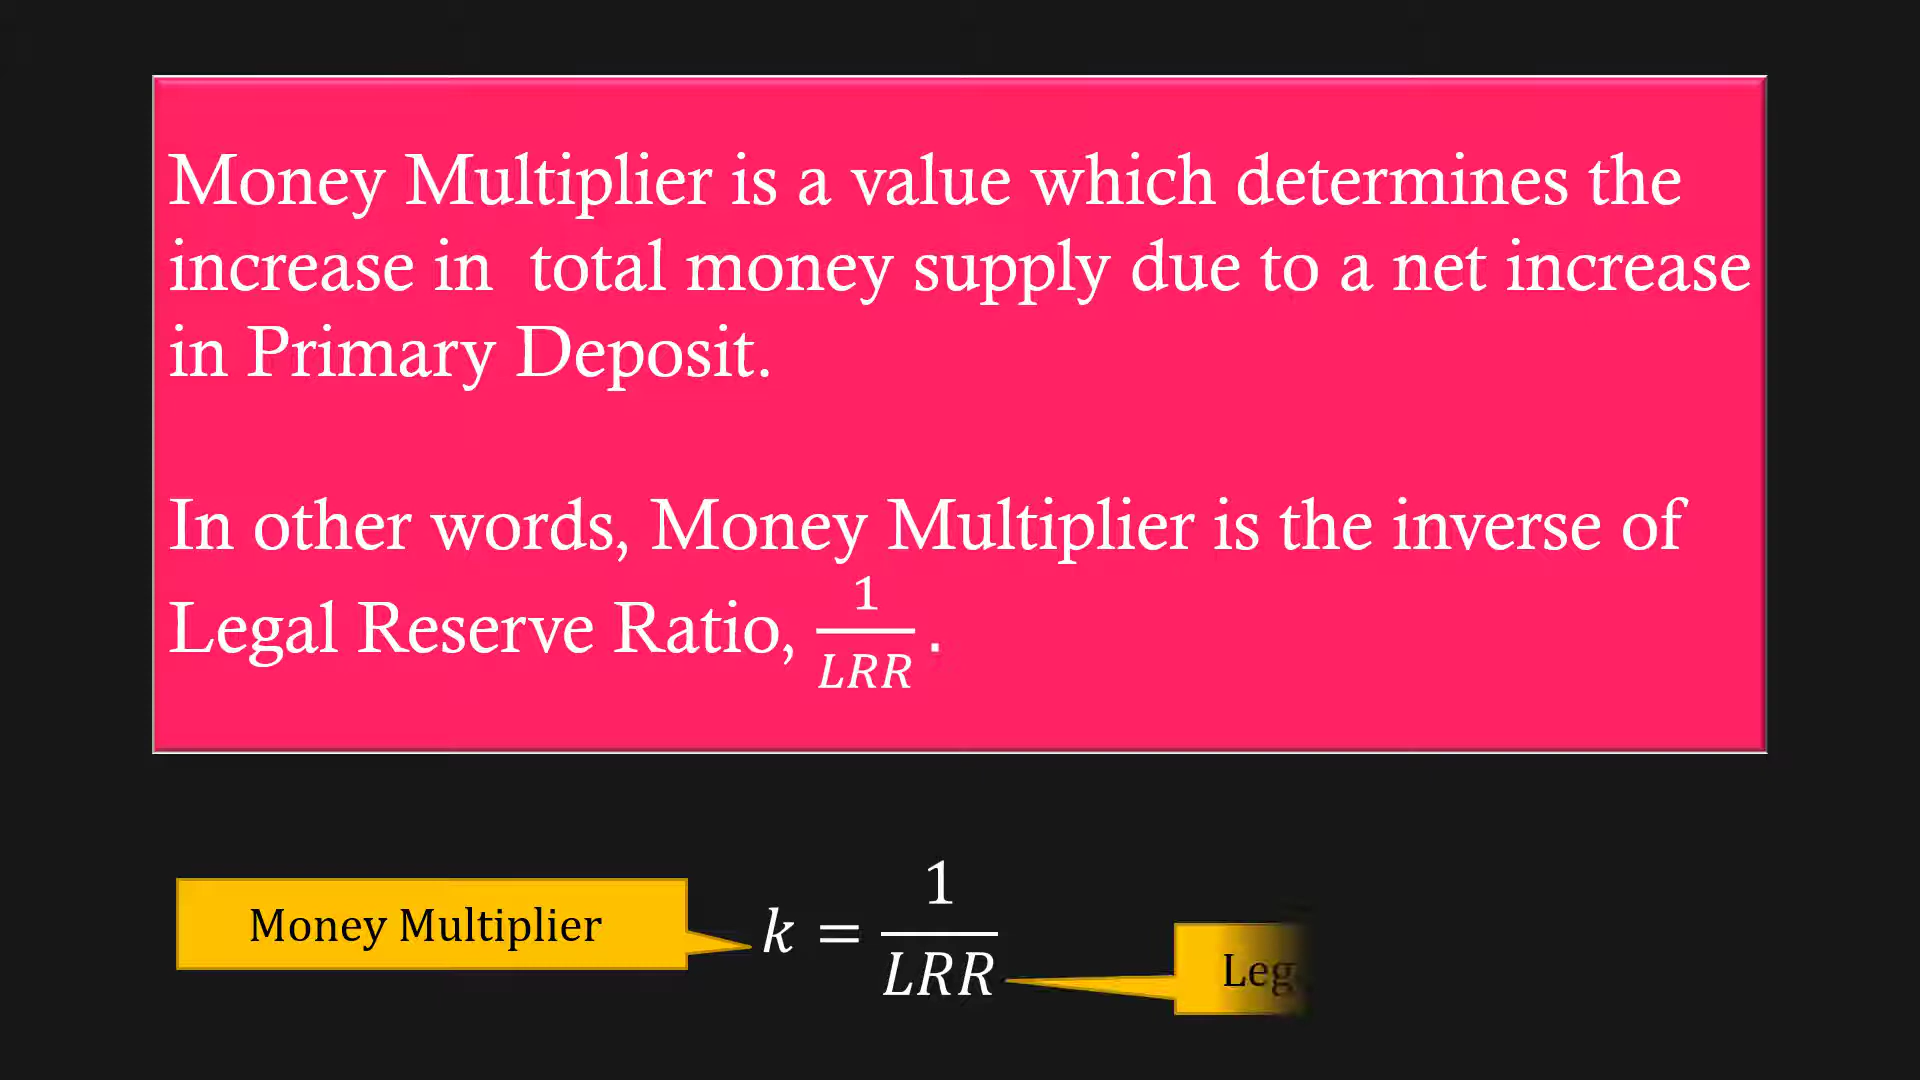 Money Multiplier is a value which determines the
increase in  total money supply due to a net increase
in Primary Deposit.
In other words, Money Multiplier is the inverse of
Legal Reserve Ratio, 1/LRR .
Money Multiplier
k = 1/LRR
Leg